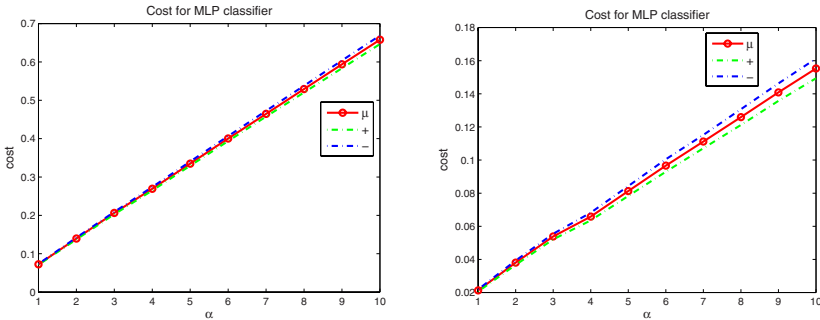 Cost for MLP classifier
0.7
0.6
0.5
0.4
0.3
0.2
0.1
0
cost
μ
+
−
1 2 3 4 5 6 7 8 9 10
α
Cost for MLP classifier
0.18
0.16
0.14
0.12
0.1
0.08
0.06
0.04
0.02
cost
μ
+
−
1 2 3 4 5 6 7 8 9 10
α